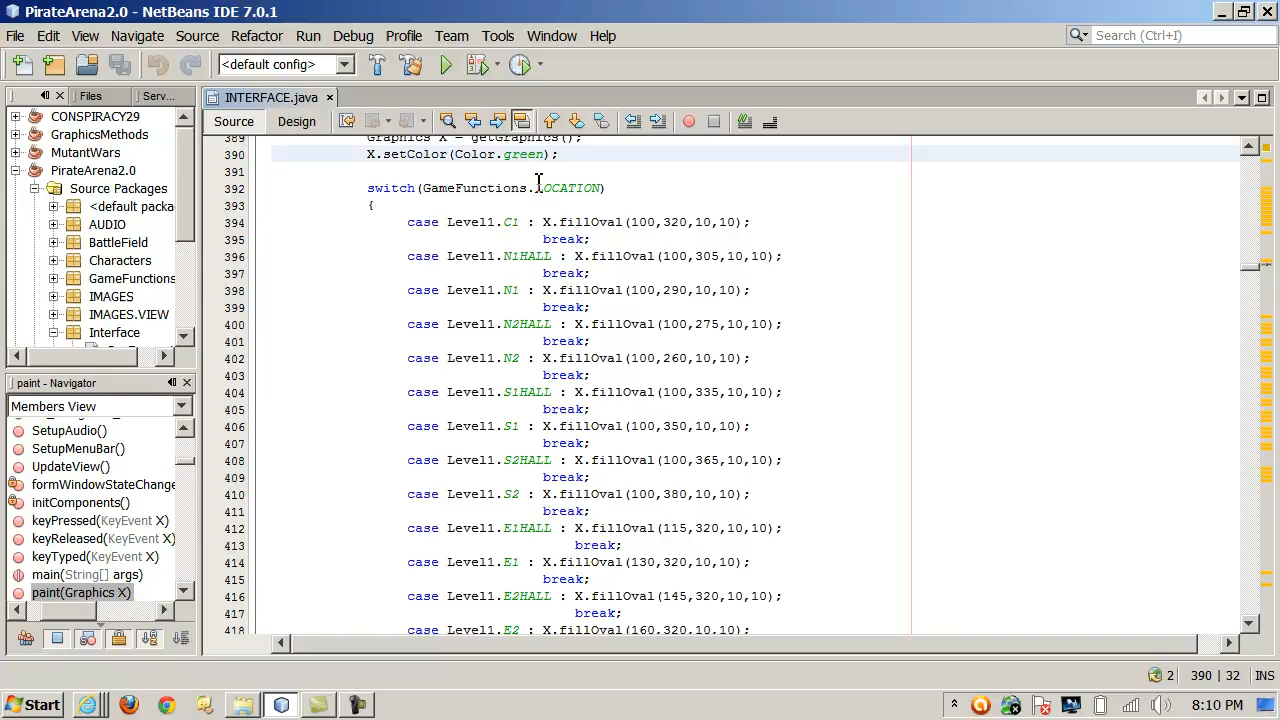 PirateArena2.0 - NetBeans IDE 7.0.1
File Edit View Navigate Source Refactor Run Debug Profile Team Tools Window Help
Search (Ctrl+I)
<default config>
Files Serv...
CONSPIRACY29
GraphicsMethods
MutantWars
PirateArena2.0
Source Packages
<default packa
AUDIO
BattleField
Characters
GameFunctions
IMAGES
IMAGES.VIEW
Interface
paint - Navigator
Members View
SetupAudio()
SetupMenuBar()
UpdateView()
formWindowStateChange
initComponents()
keyPressed(KeyEvent X)
keyReleased(KeyEvent X)
keyTyped(KeyEvent X)
main(String[] args)
paint(Graphics X)
INTERFACE.java
Source Design
389 Graphics X = getGraphics();
390 X.setColor(Color.green);
391
392 switch(GameFunctions.LOCATION)
393 {
394 case Level1.C1 : X.fillOval(100,320,10,10);
395 break;
396 case Level1.N1HALL : X.fillOval(100,305,10,10);
397 break;
398 case Level1.N1 : X.fillOval(100,290,10,10);
399 break;
400 case Level1.N2HALL : X.fillOval(100,275,10,10);
401 break;
402 case Level1.N2 : X.fillOval(100,260,10,10);
403 break;
404 case Level1.S1HALL : X.fillOval(100,335,10,10);
405 break;
406 case Level1.S1 : X.fillOval(100,350,10,10);
407 break;
408 case Level1.S2HALL : X.fillOval(100,365,10,10);
409 break;
410 case Level1.S2 : X.fillOval(100,380,10,10);
411 break;
412 case Level1.E1HALL : X.fillOval(115,320,10,10);
413 break;
414 case Level1.E1 : X.fillOval(130,320,10,10);
415 break;
416 case Level1.E2HALL : X.fillOval(145,320,10,10);
417 break;
418 case Level1.E2 : X.fillOval(160,320,10,10);
2 390 | 32 INS
Start
8:10 PM